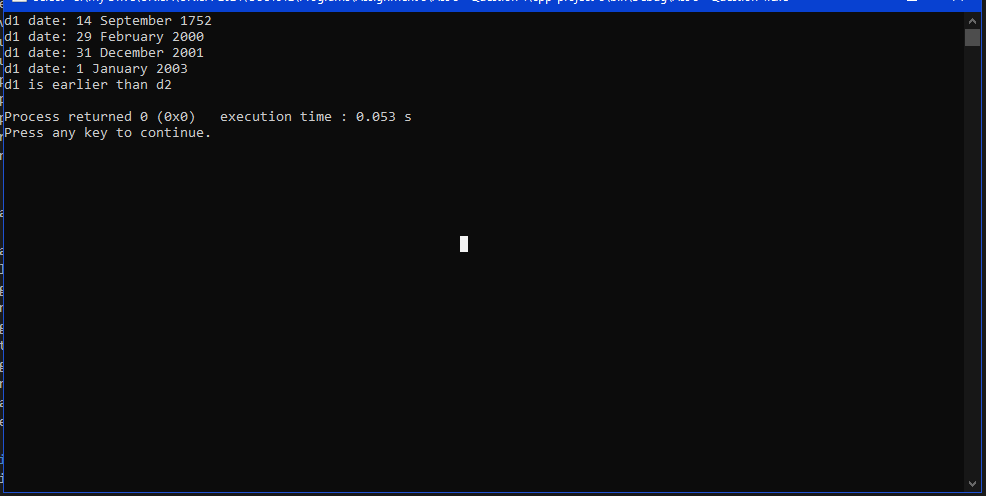 d1 date: 14 September 1752
d1 date: 29 February 2000
d1 date: 31 December 2001
d1 date: 1 January 2003
d1 is earlier than d2
Process returned 0 (0x0)   execution time : 0.053 s
Press any key to continue.